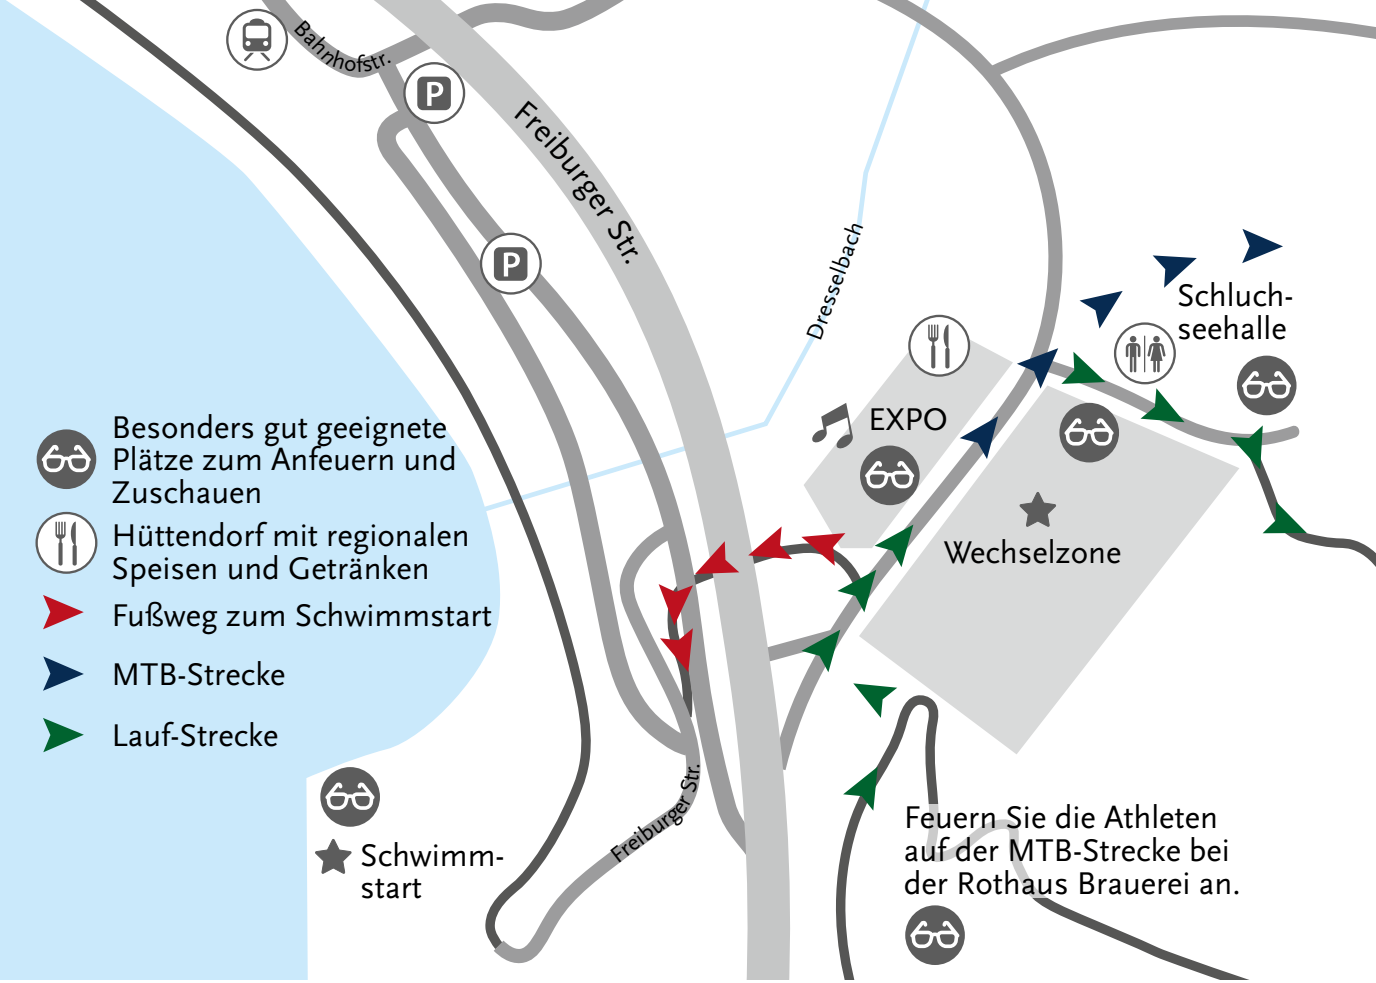 Bahnhofstr.
P
Freiburger Str.
P
Dresselbach
Schluch-
seehalle
EXPO
Besonders gut geeignete
Plätze zum Anfeuern und
Zuschauen
Hüttendorf mit regionalen
Speisen und Getränken
Fußweg zum Schwimmstart
MTB-Strecke
Lauf-Strecke
Wechselzone
Freiburger Str.
Schwimm-
start
Feuern Sie die Athleten
auf der MTB-Strecke bei
der Rothaus Brauerei an.